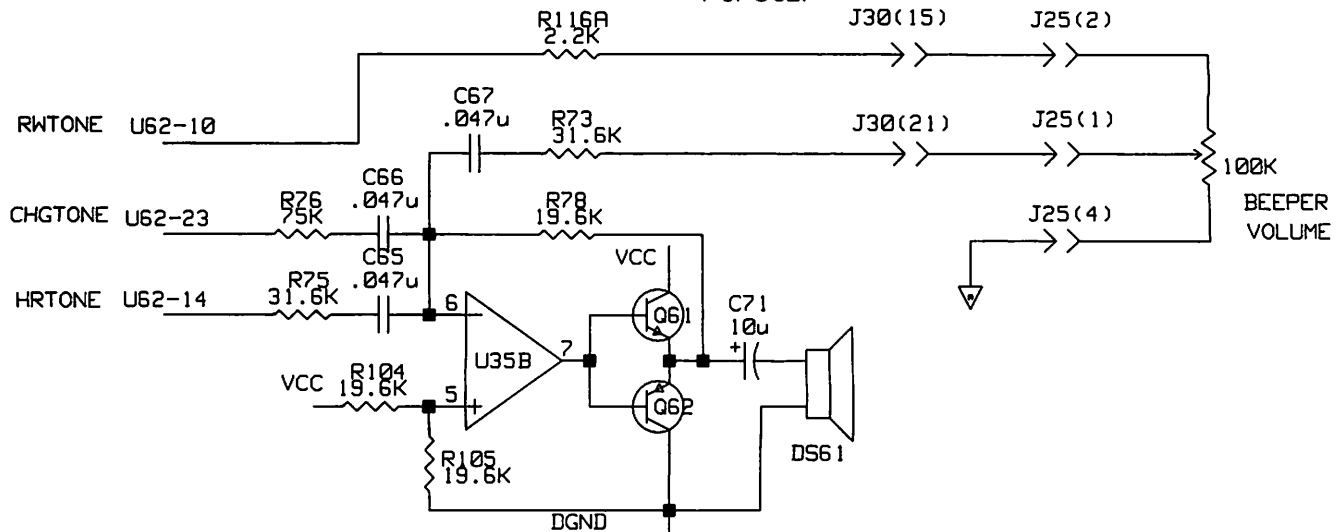 R116A
2.2K
J30(15)
J25(2)
RWTONE U62-10
C67
.047u
R73
31.6K
J30(21)
J25(1)
100K
BEEPER
VOLUME
CHGTONE U62-23
R76
75K
C66
.047u
R78
19.6K
J25(4)
HRTONE U62-14
R75
31.6K
C65
.047u
VCC
6
7
U35B
Q61
C71
10u
+
VCC
R104
19.6K
5
+
Q62
DS61
R105
19.6K
DGND